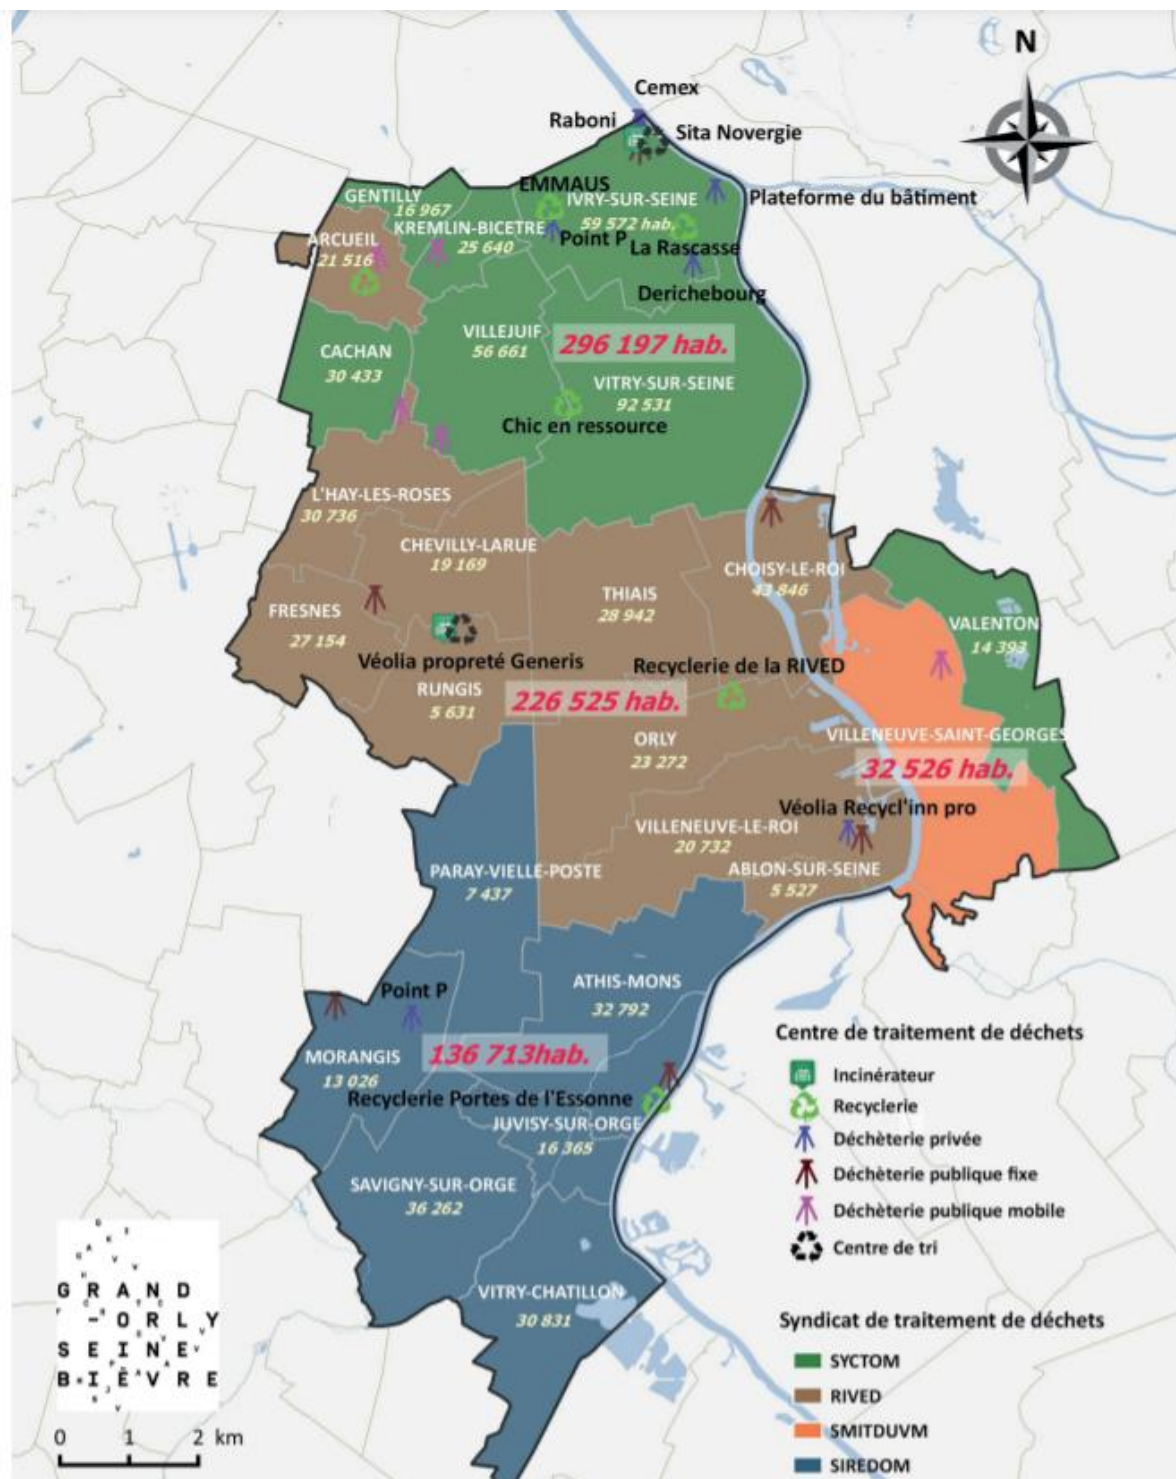 N
Cemex
Raboni
Sita Novergie
EMMAUS
Plateforme du bâtiment
GENTILLY
16 967
IVRY-SUR-SEINE
59 572 hab.
KREMLIN-BICETRE
25 640
ARCUEIL
21 516
Point P
La Rascasse
Derichebourg
VILLEJUIF
56 661
296 197 hab.
CACHAN
30 433
VITRY-SUR-SEINE
92 531
Chic en ressource
L'HAY-LES-ROSES
30 736
CHEVILLY-LARUE
19 169
CHOISY-LE-ROI
43 846
THIAIS
28 942
FRESNES
27 154
VALENTON
14 393
Véolia propreté Generis
Recyclerie de la RIVED
RUNGIS
5 631
226 525 hab.
ORLY
23 272
VILLENEUVE-SAINT-GEORGES
32 526 hab.
Véolia Recycl'inn pro
VILLENEUVE-LE-ROI
20 732
PARAY-VIELLE-POSTE
7 437
ABLON-SUR-SEINE
5 527
ATHIS-MONS
32 792
Point P
MORANGIS
13 026
136 713hab.
Recyclerie Portes de l'Essonne
JUVISY-SUR-ORGE
16 365
SAVIGNY-SUR-ORGE
36 262
VITRY-CHATILLON
30 831
Centre de traitement de déchets
Incinérateur
Recyclerie
Déchèterie privée
Déchèterie publique fixe
Déchèterie publique mobile
Centre de tri
Syndicat de traitement de déchets
SYCTOM
RIVED
SMITDUVM
SIREDOM
GRAND
-ORLY
SEINE
BIÈVRE
0 1 2 km